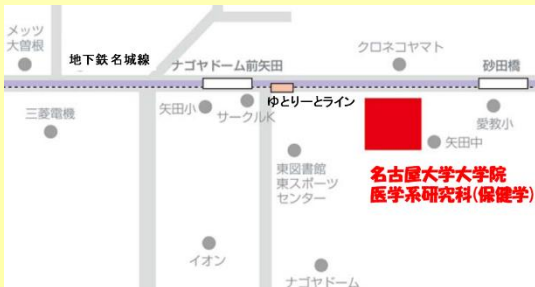 メッツ
大曽根
地下鉄名城線
ナゴヤドーム前矢田
クロネコヤマト
砂田橋
三菱電機
矢田小
サークルK
ゆとりーとライン
愛教小
矢田中
東図書館
東スポーツ
センター
名古屋大学大学院
医学系研究科(保健学)
イオン
ナゴヤドーム